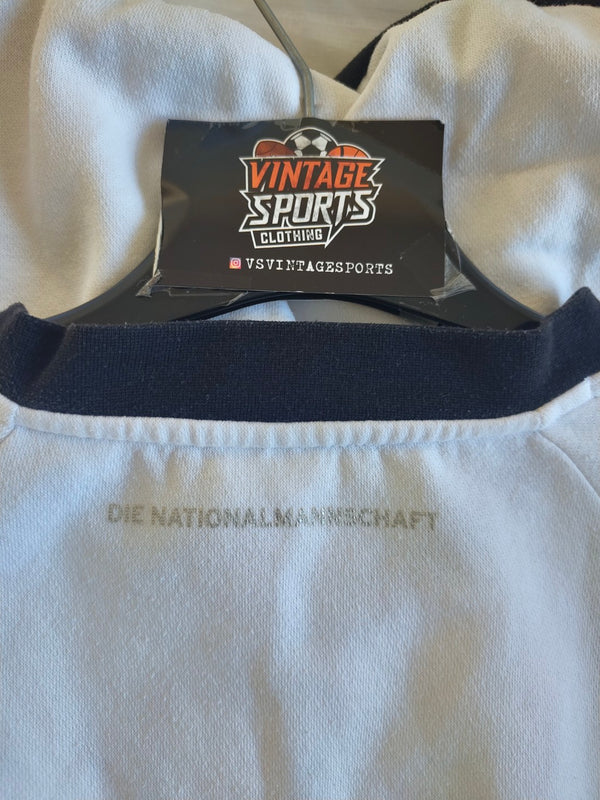 VINTAGE
SPORTS
CLOTHING
VSVINTAGESPORTS
DIE NATIONALMANNSCHAFT